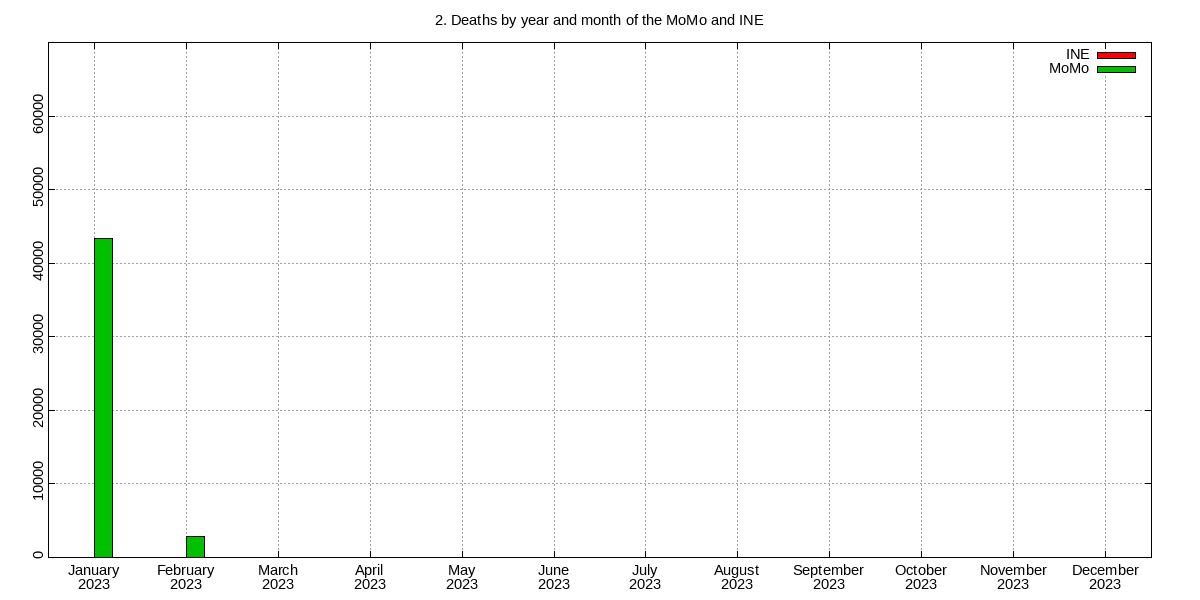 2. Deaths by year and month of the MoMo and INE
INE
MoMo
60000
50000
40000
30000
20000
10000
0
January February March April May June July August September October November December
2023 2023 2023 2023 2023 2023 2023 2023 2023 2023 2023 2023